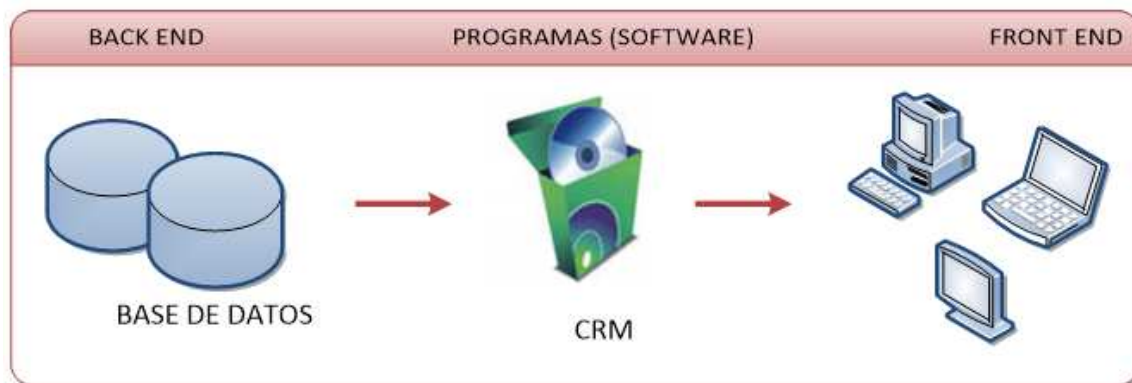 BACK END
PROGRAMAS (SOFTWARE)
FRONT END
BASE DE DATOS
CRM